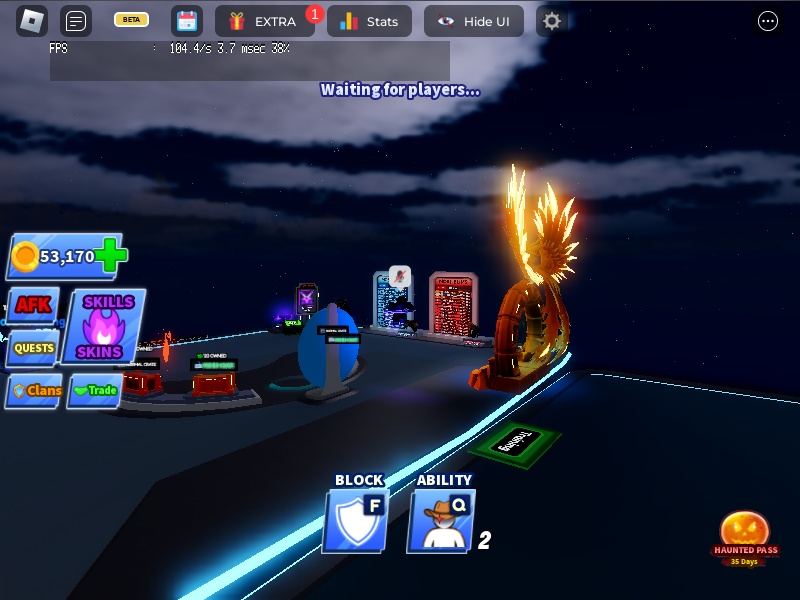 BETA
EXTRA
1
Stats
Hide UI
FPS : 104.4/s 3.7 msec 38%
Waiting for players...
53,170
AFK
SKILLS
SKINS
QUESTS
Clans
Trade
Training
BLOCK
F
ABILITY
Q
2
HAUNTED PASS
35 Days